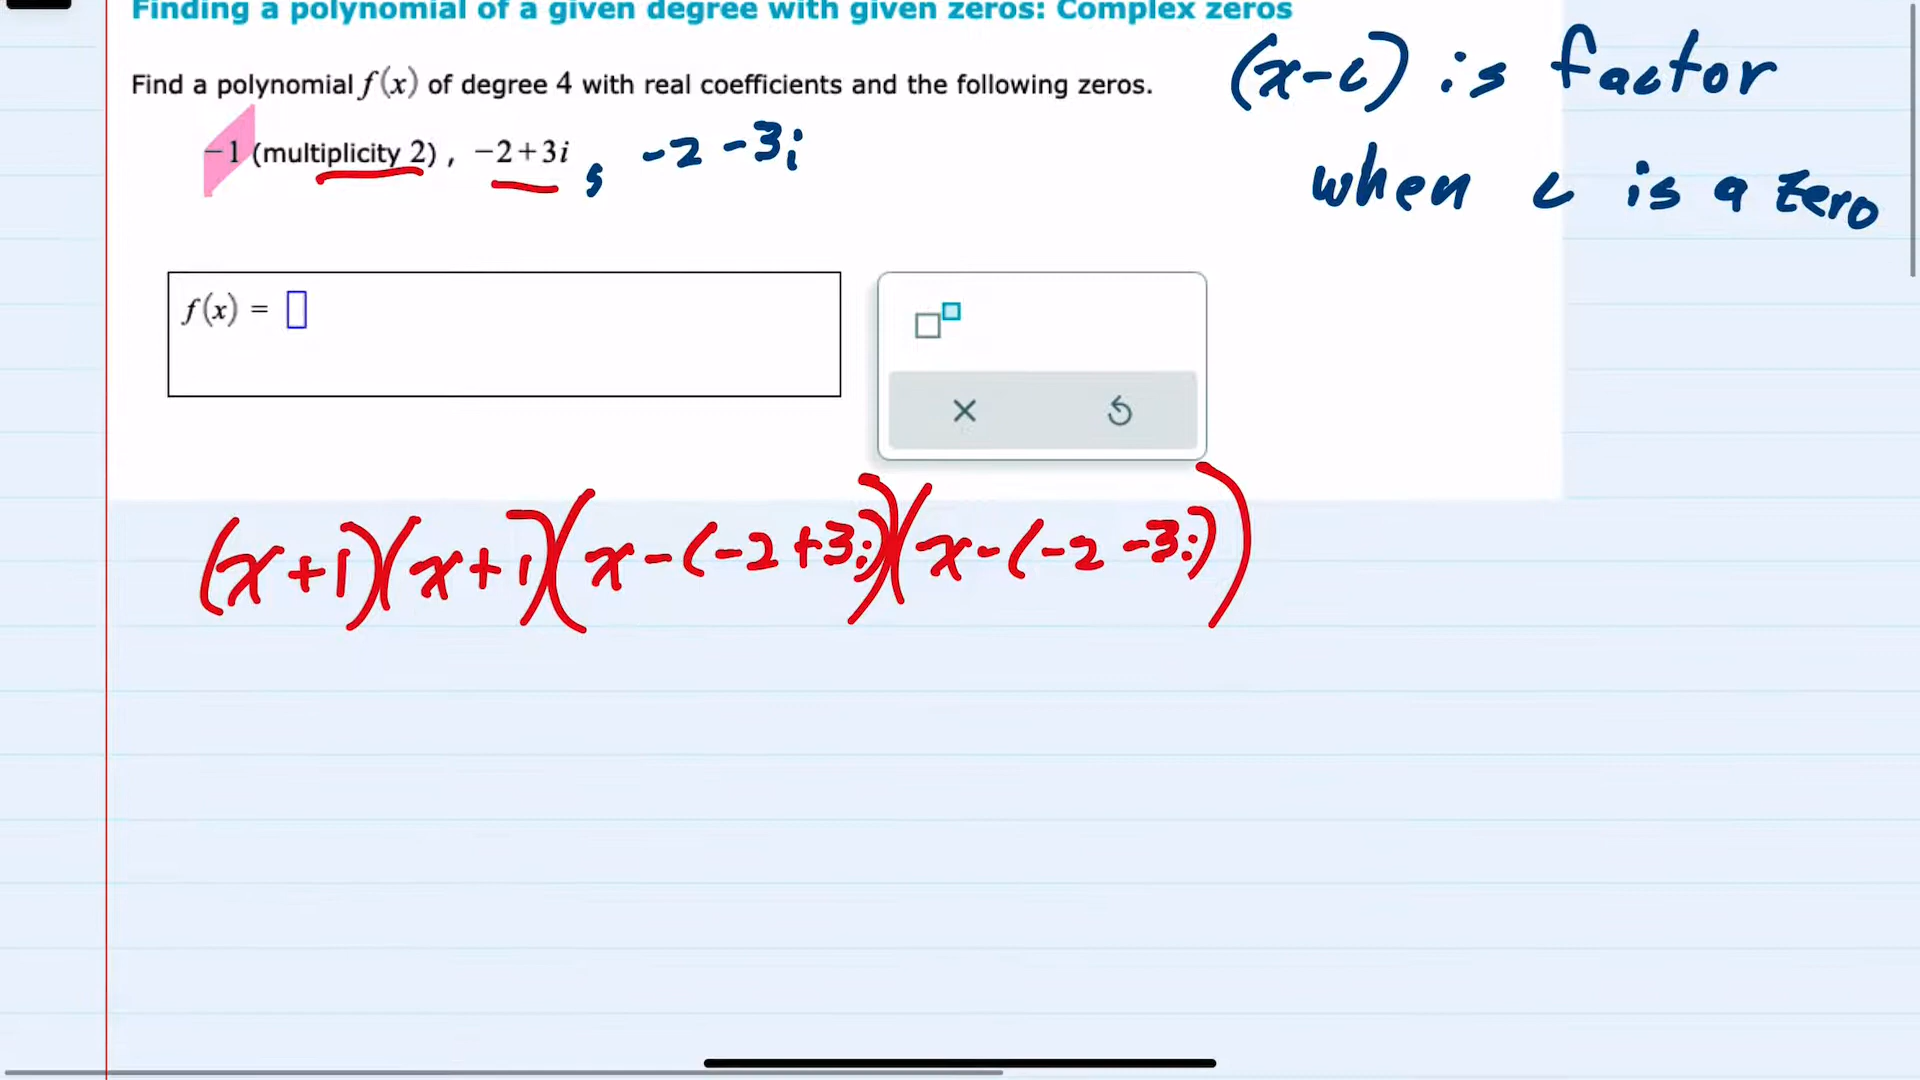 Finding a polynomial of a given degree with given zeros: Complex zeros
Find a polynomial f(x) of degree 4 with real coefficients and the following zeros.
(x-c) is factor
−1 (multiplicity 2) , −2+3i , -2 -3i
when c is a zero
f(x) = □
(x+1)(x+1)(x-(-2+3i))(x-(-2-3i))